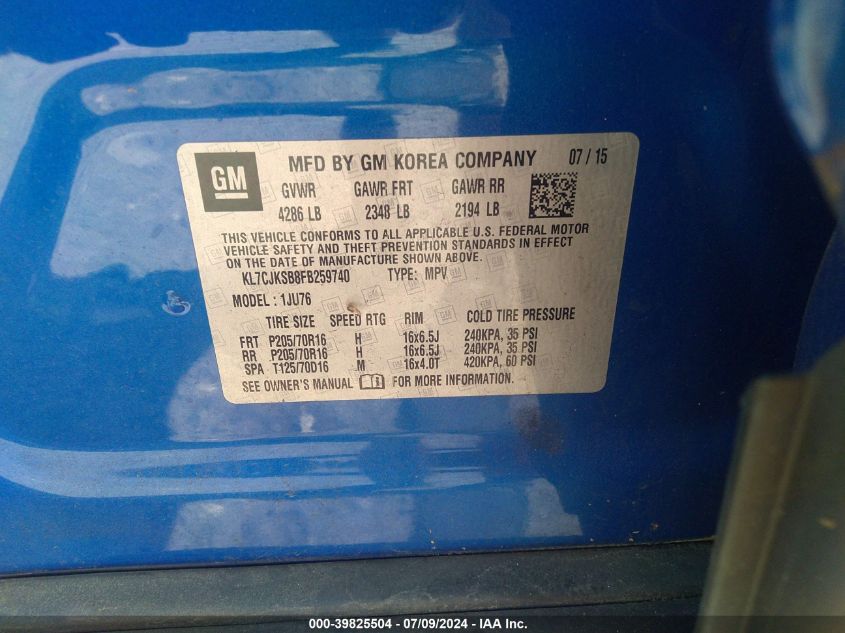 GM MFD BY GM KOREA COMPANY 07 / 15
GVWR GAWR FRT GAWR RR
4286 LB 2348 LB 2194 LB
THIS VEHICLE CONFORMS TO ALL APPLICABLE U.S. FEDERAL MOTOR
VEHICLE SAFETY AND THEFT PREVENTION STANDARDS IN EFFECT
ON THE DATE OF MANUFACTURE SHOWN ABOVE.
KL7CJKSB8FB259740 TYPE: MPV
MODEL: 1JU76
TIRE SIZE SPEED RTG RIM COLD TIRE PRESSURE
FRT P205/70R16 H 16x6.5J 240KPA, 35 PSI
RR P205/70R16 H 16x6.5J 240KPA, 35 PSI
SPA T125/70D16 M 16x4.0T 420KPA, 60 PSI
SEE OWNER'S MANUAL FOR MORE INFORMATION.
000-39825504 / 07/09/2024 - IAA Inc.